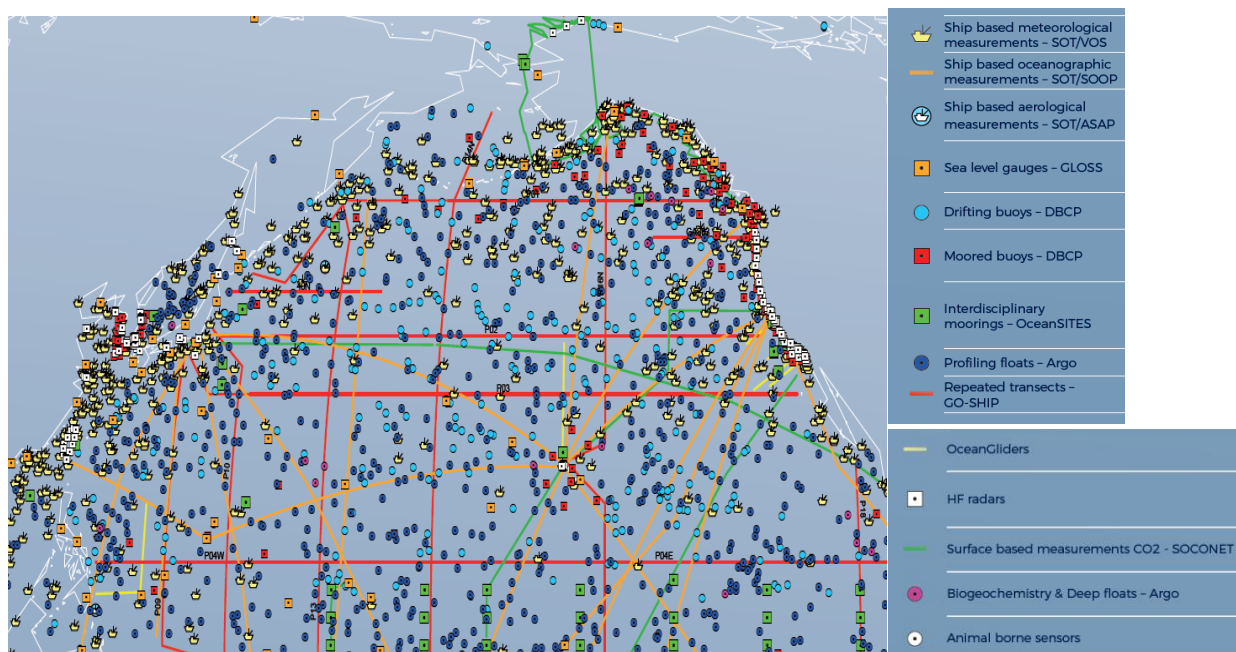 Ship based meteorological
measurements – SOT/VOS
Ship based oceanographic
measurements – SOT/SOOP
Ship based aerological
measurements – SOT/ASAP
Sea level gauges – GLOSS
Drifting buoys – DBCP
Moored buoys – DBCP
Interdisciplinary
moorings – OceanSITES
Profiling floats – Argo
Repeated transects –
GO-SHIP
OceanGliders
HF radars
Surface based measurements CO2 - SOCONET
Biogeochemistry & Deep floats – Argo
Animal borne sensors
P02
P03
P10
P16N
P18
P04W
P04E
P09